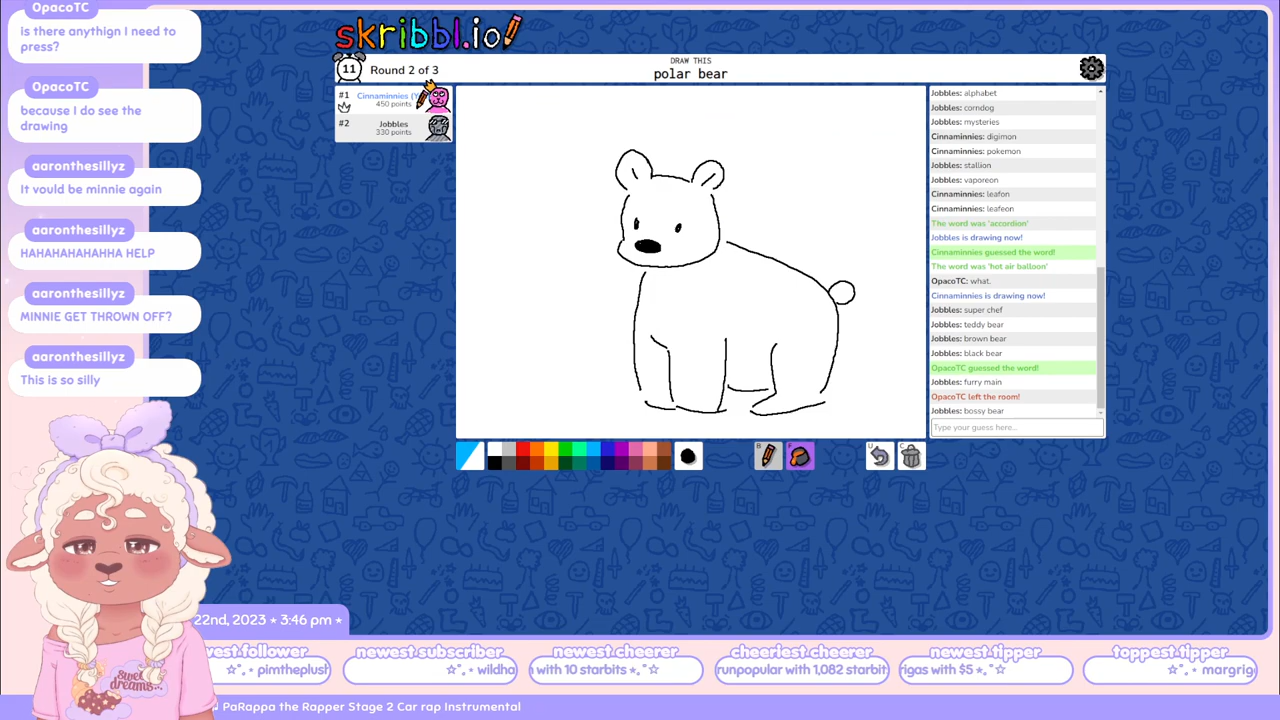 OpacoTC
Is there anythign I need to
press?
OpacoTC
because I do see the
drawing
aaronthesillyz
It vould be minnie again
aaronthesillyz
HAHAHAHAHAHHA HELP
aaronthesillyz
MINNIE GET THROWN OFF?
aaronthesillyz
This is so silly
skribbl.io
11
Round 2 of 3
DRAW THIS
polar bear
#1
Cinnaminnies (Y
450 points
#2
Jobbles
330 points
Jobbles: alphabet
Jobbles: corndog
Jobbles: mysteries
Cinnaminnies: digimon
Cinnaminnies: pokemon
Jobbles: stallion
Jobbles: vaporeon
Cinnaminnies: leafon
Cinnaminnies: leafeon
The word was 'accordion'
Jobbles is drawing now!
Cinnaminnies guessed the word!
The word was 'hot air balloon'
OpacoTC: what.
Cinnaminnies is drawing now!
Jobbles: super chef
Jobbles: teddy bear
Jobbles: brown bear
Jobbles: black bear
OpacoTC guessed the word!
Jobbles: furry main
OpacoTC left the room!
Jobbles: bossy bear
Type your guess here...
B
F
U
C
22nd, 2023 ⋆ 3:46 pm ⋆
west follower
☆°, ⋆ pimtheplush
newest subscriber
☆°, ⋆ wildha
newest cheerer
with 10 starbits ⋆,°☆
cheeriest cheerer
runpopular with 1,082 starbit
newest tipper
rigas with $5 ⋆,°☆
toppest tipper
☆°, ⋆ margrig
sweet
dreams...
PaRappa the Rapper Stage 2 Car rap Instrumental